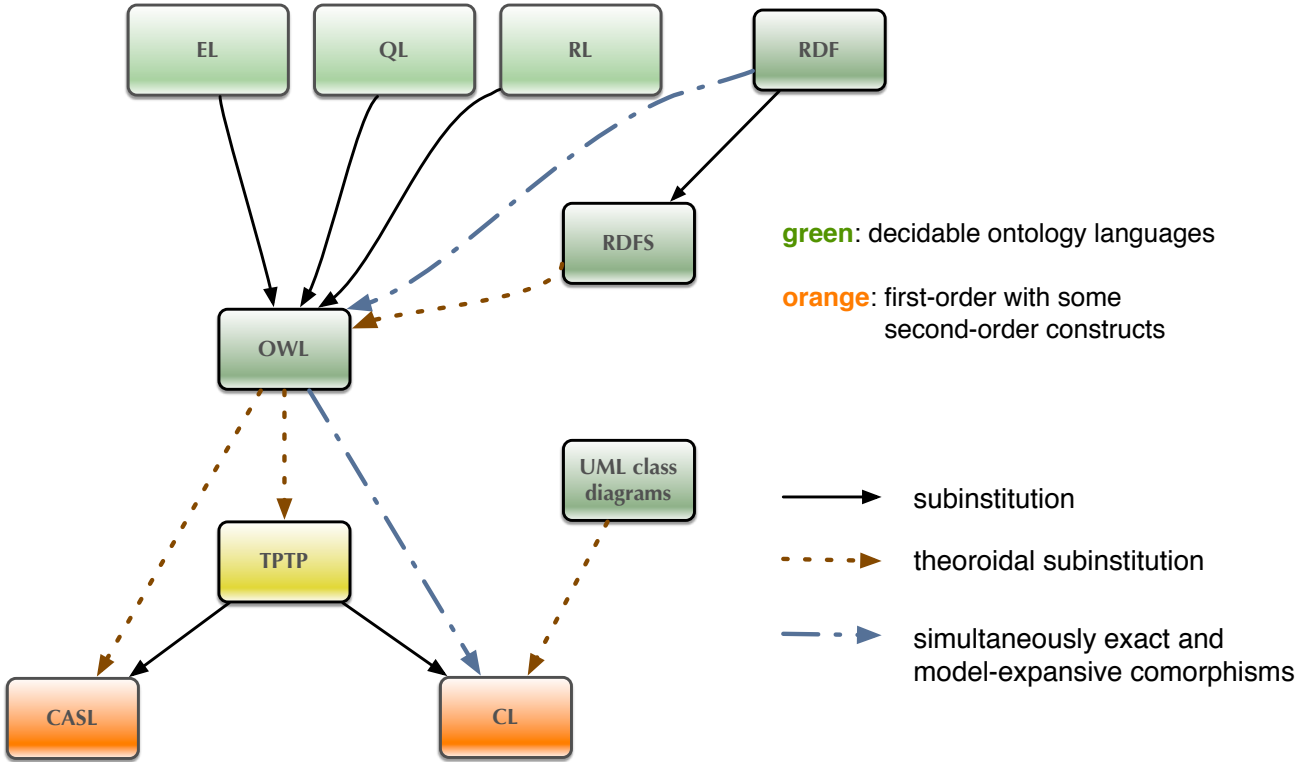 EL
QL
RL
RDF
RDFS
green: decidable ontology languages
orange: first-order with some
second-order constructs
OWL
UML class
diagrams
subinstitution
TPTP
theoroidal subinstitution
simultaneously exact and
model-expansive comorphisms
CASL
CL